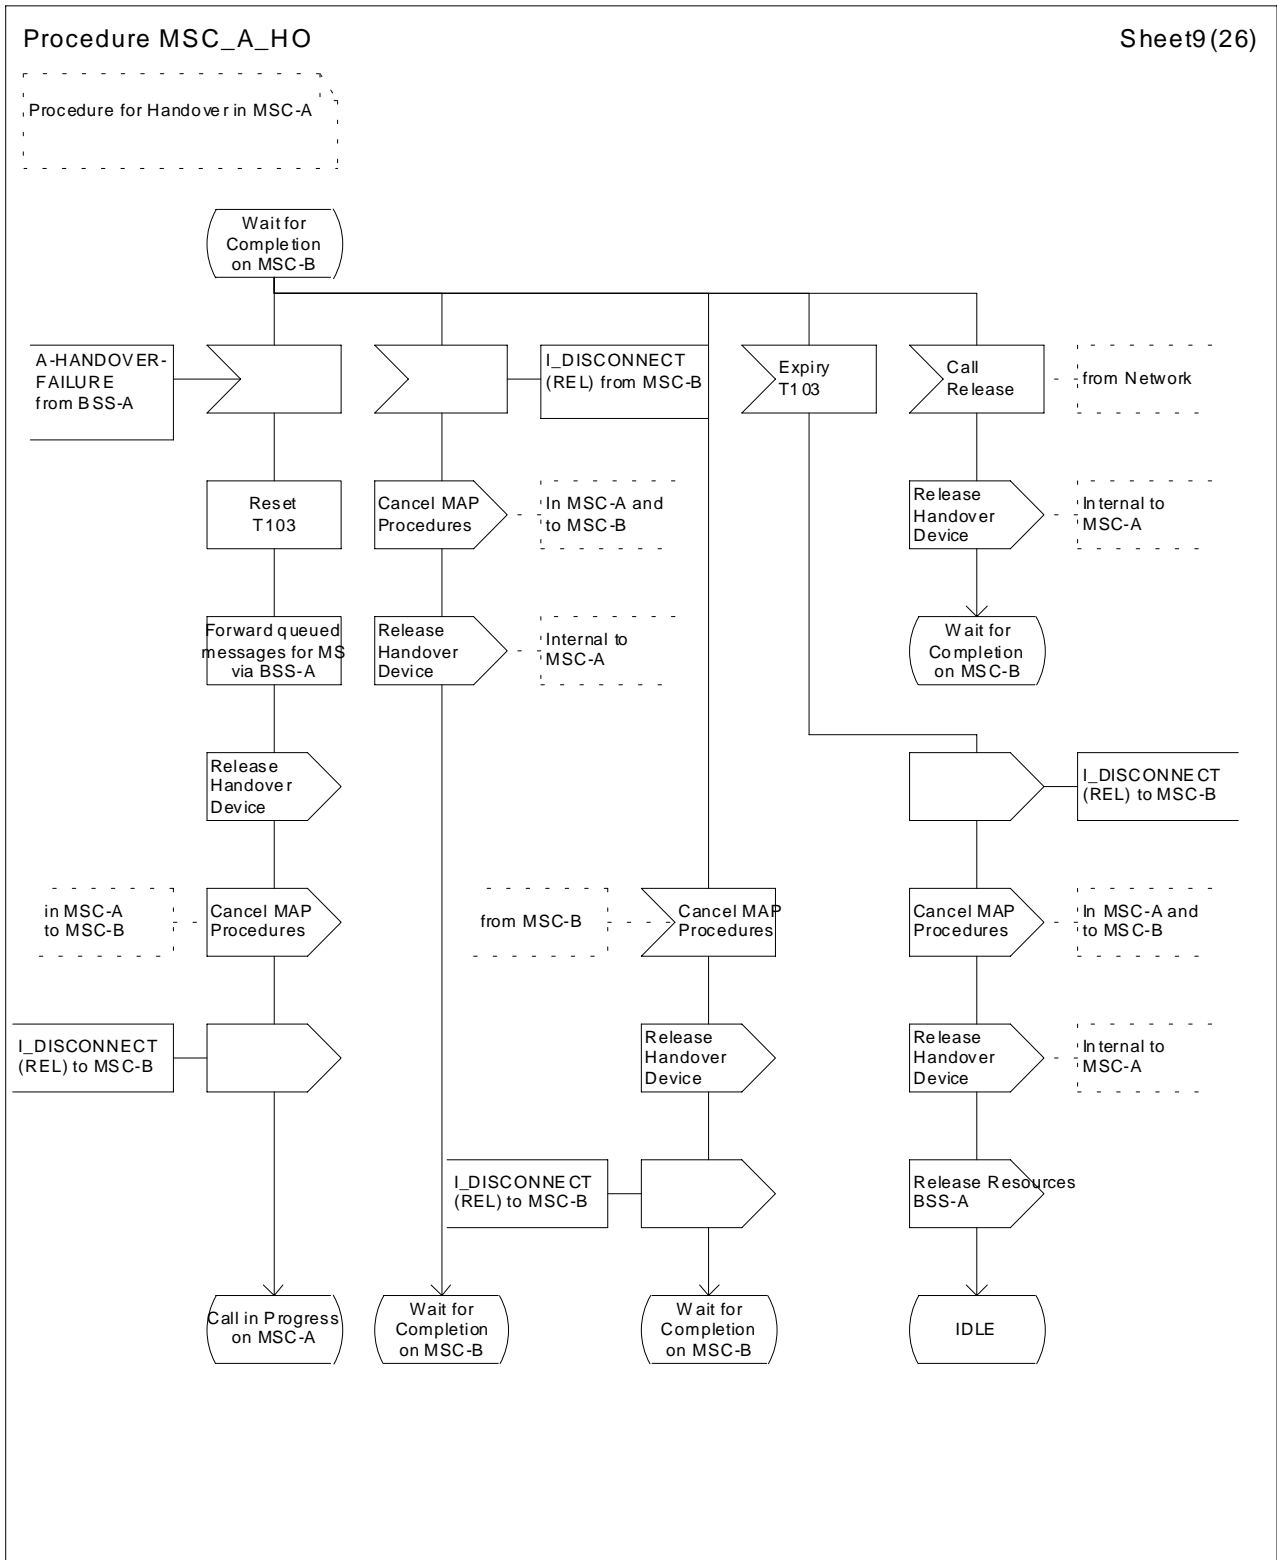 Procedure MSC_A_HO
Sheet9(26)
Procedure for Handover in MSC-A
Wait for
Completion
on MSC-B
A-HANDOVER-
FAILURE
from BSS-A
I_DISCONNECT
(REL) from MSC-B
Expiry
T103
Call
Release
from Network
Reset
T103
Cancel MAP
Procedures
In MSC-A and
to MSC-B
Release
Handover
Device
Internal to
MSC-A
Forward queued
messages for MS
via BSS-A
Release
Handover
Device
Internal to
MSC-A
Wait for
Completion
on MSC-B
Release
Handover
Device
I_DISCONNECT
(REL) to MSC-B
in MSC-A
to MSC-B
Cancel MAP
Procedures
from MSC-B
Cancel MAP
Procedures
Cancel MAP
Procedures
In MSC-A and
to MSC-B
I_DISCONNECT
(REL) to MSC-B
Release
Handover
Device
Release
Handover
Device
Internal to
MSC-A
I_DISCONNECT
(REL) to MSC-B
Release Resources
BSS-A
Call in Progress
on MSC-A
Wait for
Completion
on MSC-B
Wait for
Completion
on MSC-B
IDLE